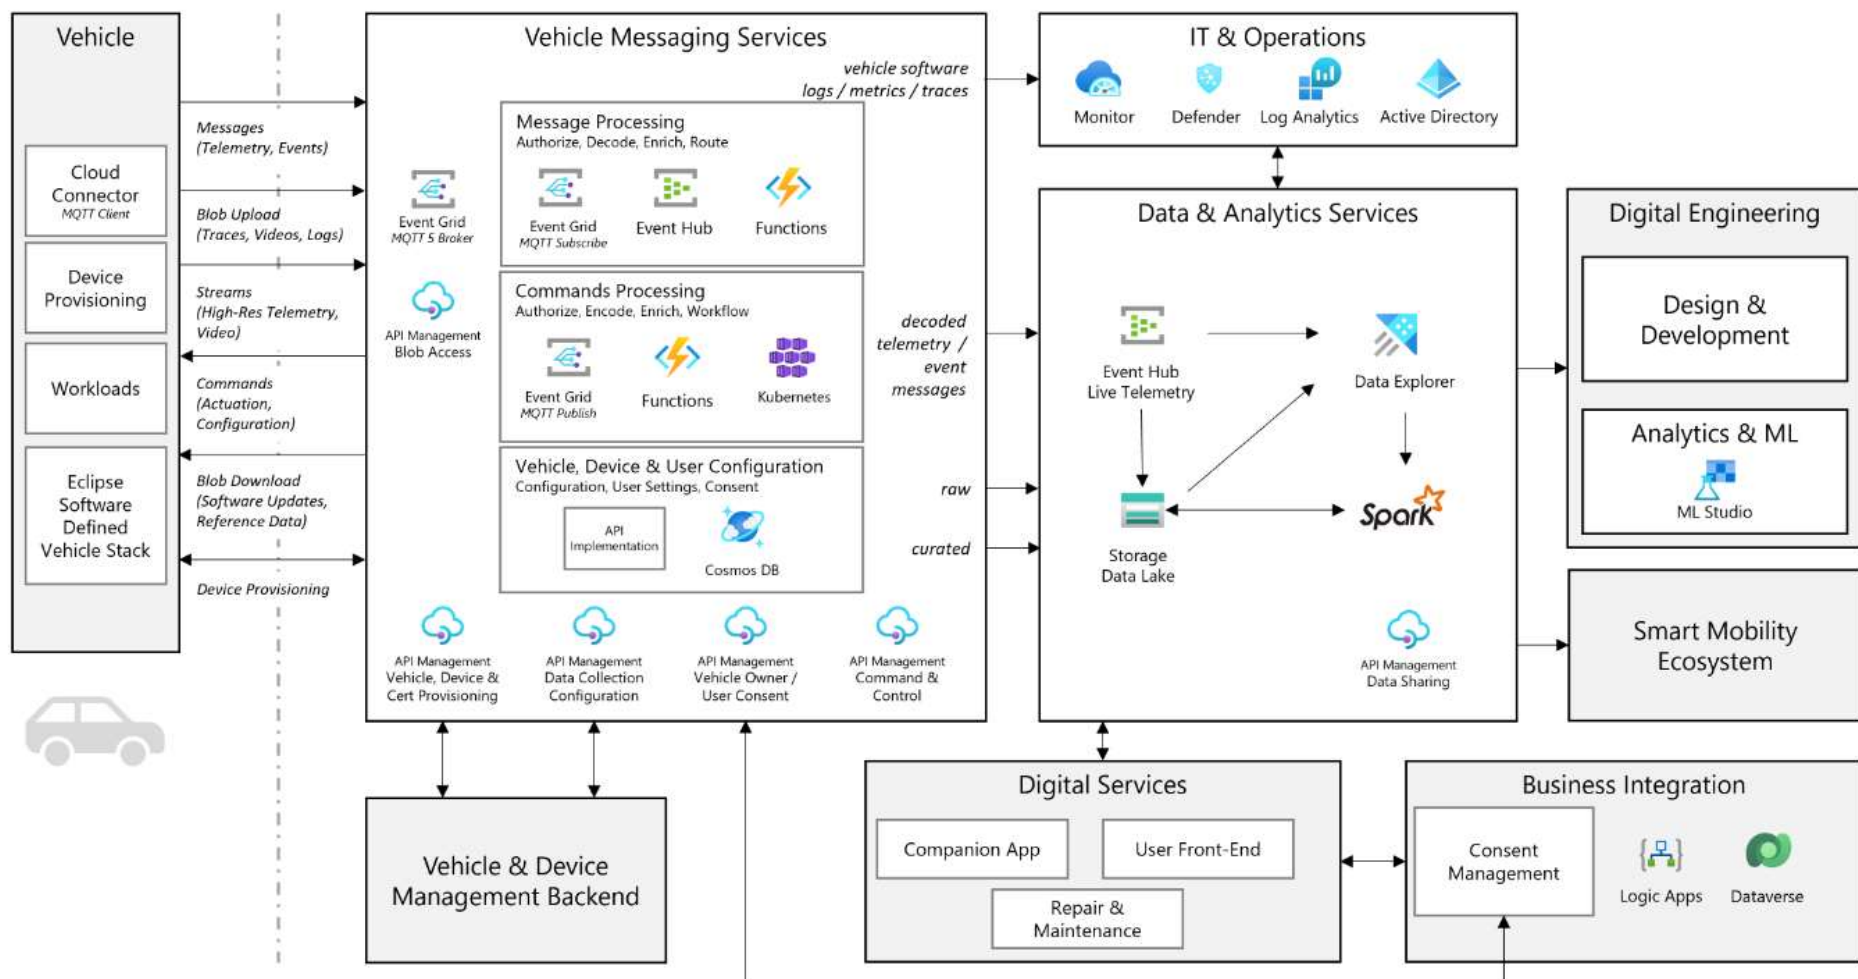 Vehicle
Cloud
Connector
MQTT Client
Device
Provisioning
Workloads
Eclipse
Software
Defined
Vehicle Stack
Messages
(Telemetry, Events)
Blob Upload
(Traces, Videos, Logs)
Streams
(High-Res Telemetry,
Video)
Commands
(Actuation,
Configuration)
Blob Download
(Software Updates,
Reference Data)
Device Provisioning
Vehicle Messaging Services
vehicle software
logs / metrics / traces
Event Grid
MQTT 5 Broker
API Management
Blob Access
Message Processing
Authorize, Decode, Enrich, Route
Event Grid
MQTT Subscribe
Event Hub
Functions
Commands Processing
Authorize, Encode, Enrich, Workflow
Event Grid
MQTT Publish
Functions
Kubernetes
Vehicle, Device & User Configuration
Configuration, User Settings, Consent
API
Implementation
Cosmos DB
decoded
telemetry /
event
messages
raw
curated
API Management
Vehicle, Device &
Cert Provisioning
API Management
Data Collection
Configuration
API Management
Vehicle Owner /
User Consent
API Management
Command &
Control
Vehicle & Device
Management Backend
IT & Operations
Monitor
Defender
Log Analytics
Active Directory
Data & Analytics Services
Event Hub
Live Telemetry
Data Explorer
Storage
Data Lake
Spark
API Management
Data Sharing
Digital Engineering
Design &
Development
Analytics & ML
ML Studio
Smart Mobility
Ecosystem
Digital Services
Companion App
User Front-End
Repair &
Maintenance
Business Integration
Consent
Management
Logic Apps
Dataverse